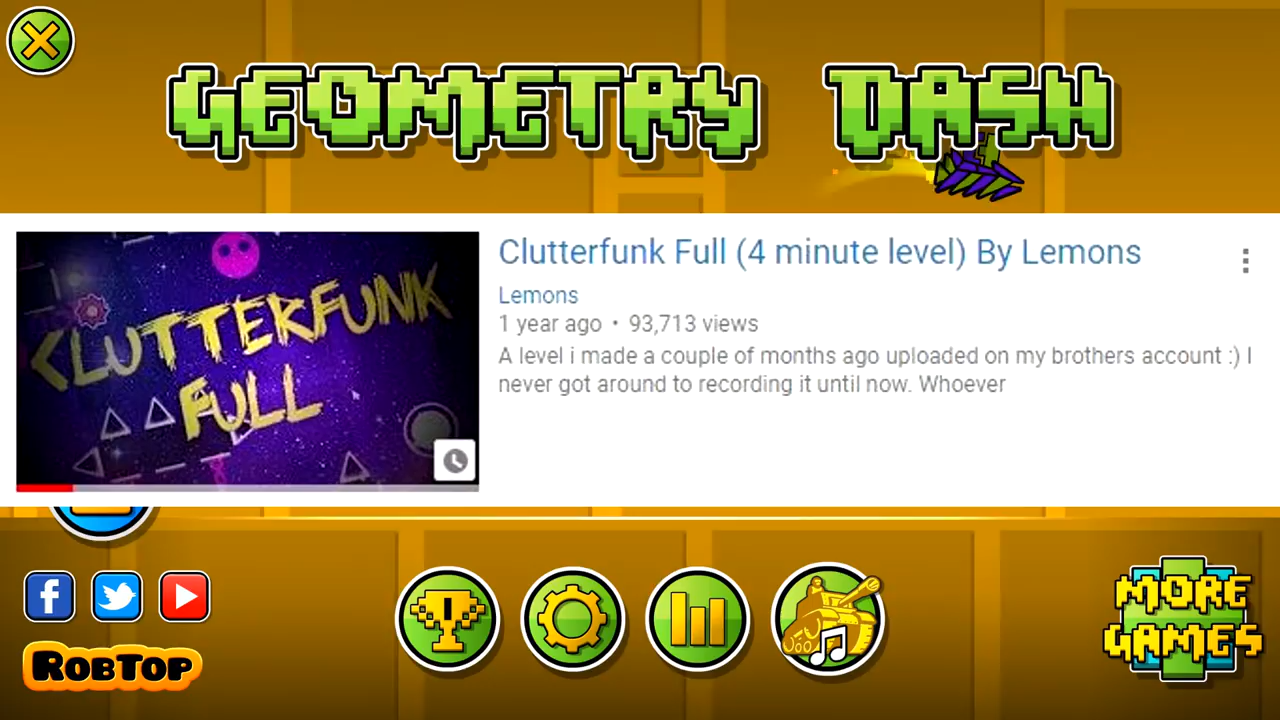 GEOMETRY DASH
CLUTTERFUNK
FULL
Clutterfunk Full (4 minute level) By Lemons
Lemons
1 year ago • 93,713 views
A level i made a couple of months ago uploaded on my brothers account :) I
never got around to recording it until now. Whoever
ROBTOP
MORE
GAMES